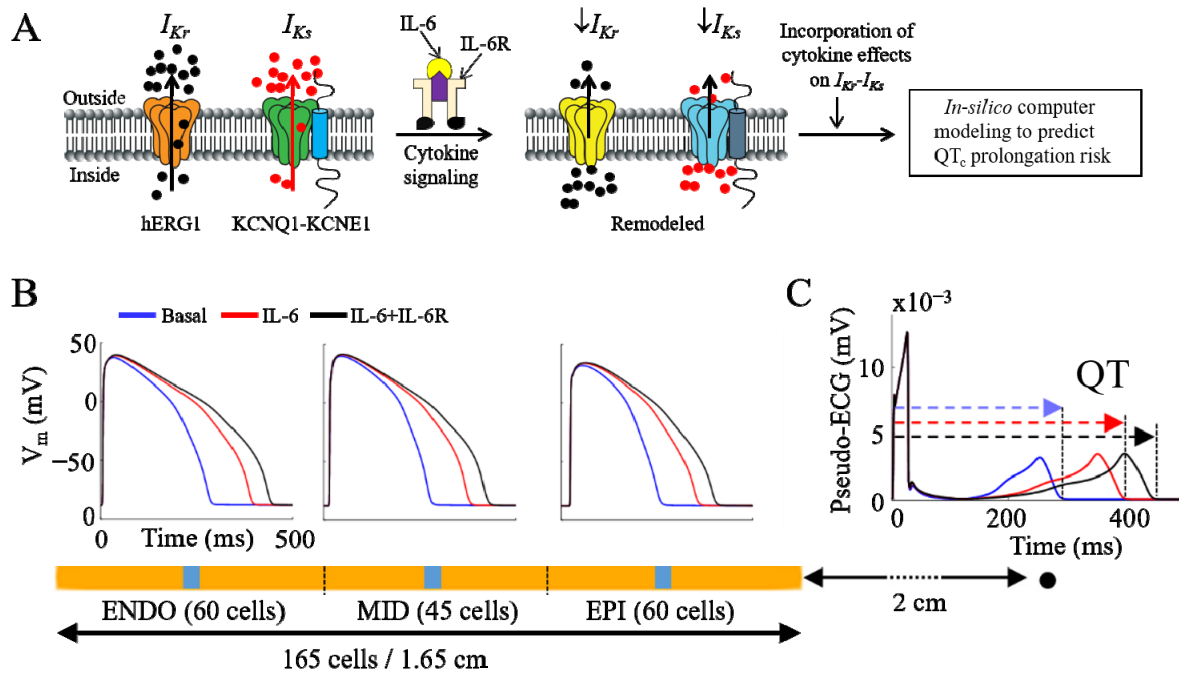 A
I_Kr
I_Ks
IL-6
IL-6R
↓I_Kr
↓I_Ks
Incorporation of
cytokine effects
on I_Kr-I_Ks
Outside
Inside
Cytokine
signaling
In-silico computer
modeling to predict
QT_c prolongation risk
hERG1
KCNQ1-KCNE1
Remodeled
B
Basal
IL-6
IL-6+IL-6R
V_m (mV)
50
0
−50
0
0
Time (ms)
500
C
x10⁻³
Pseudo-ECG (mV)
10
5
0
QT
0
200
400
Time (ms)
ENDO (60 cells)
MID (45 cells)
EPI (60 cells)
2 cm
165 cells / 1.65 cm